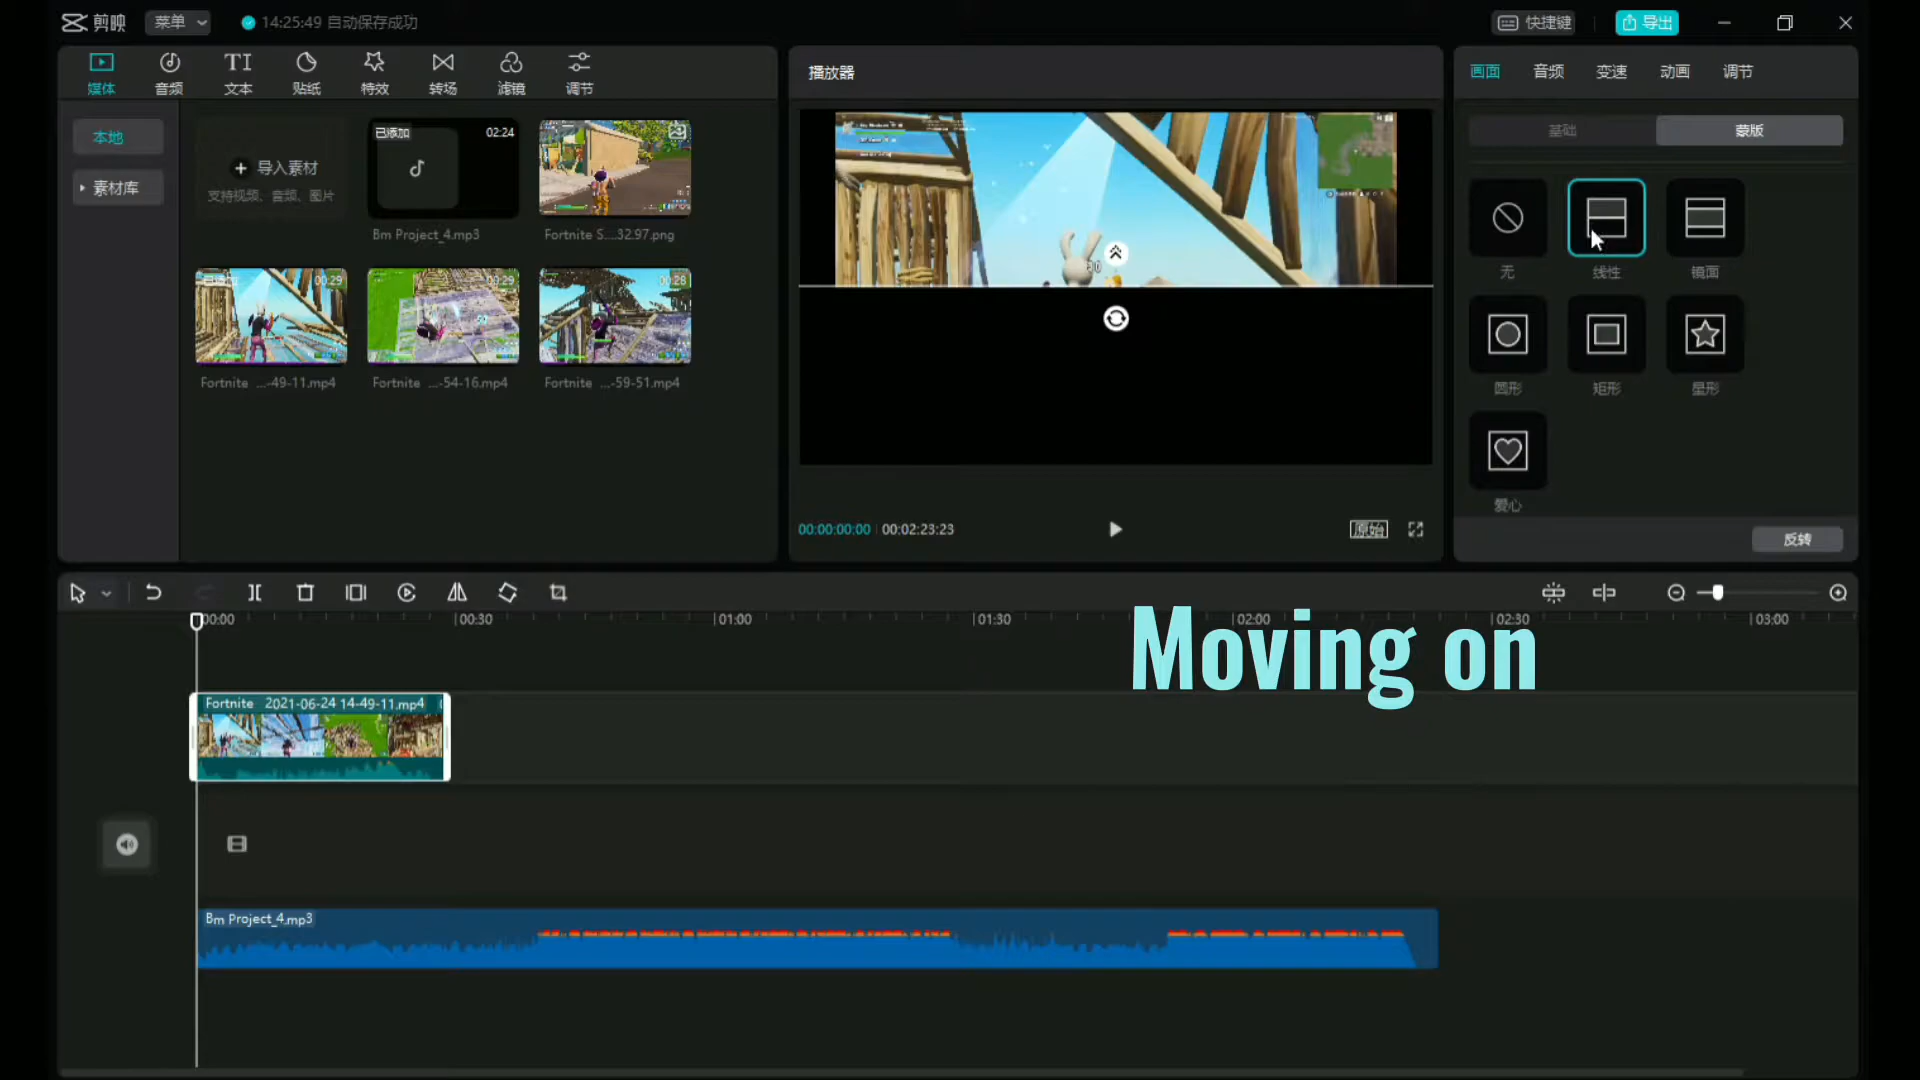 剪映
菜单
14:25:49 自动保存成功
快捷键
导出
媒体
音频
文本
贴纸
特效
转场
滤镜
调节
本地
素材库
导入素材
支持视频、音频、图片
已添加
02:24
Bm Project_4.mp3
Fortnite S....32.97.png
00:29
Fortnite ...-49-11.mp4
00:29
Fortnite ...-54-16.mp4
00:28
Fortnite ...-59-51.mp4
播放器
00:00:00:00
00:02:23:23
原始
画面
音频
变速
动画
调节
基础
蒙版
无
线性
镜面
圆形
矩形
星形
爱心
反转
00:00
00:30
01:00
01:30
02:00
02:30
03:00
Moving on
Fortnite 2021-06-24 14-49-11.mp4
Bm Project_4.mp3